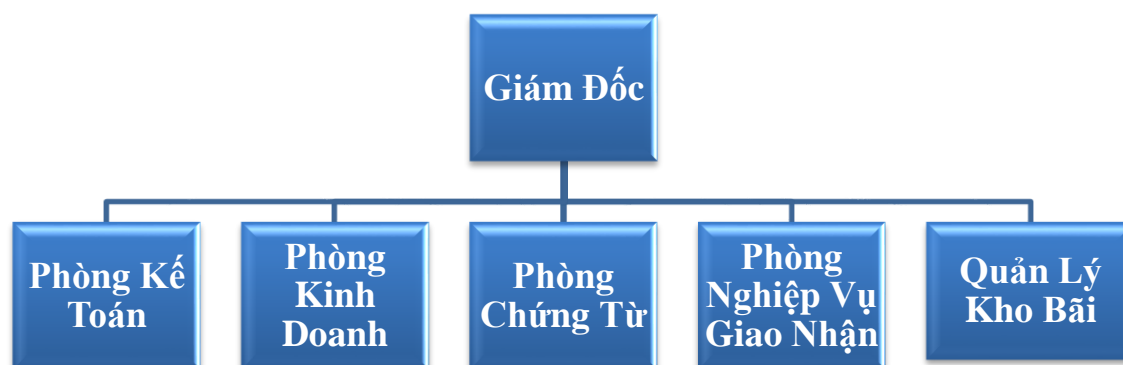 Giám Đốc
Phòng Kế
Toán
Phòng
Kinh
Doanh
Phòng
Chứng Từ
Phòng
Nghiệp Vụ
Giao Nhận
Quản Lý
Kho Bãi